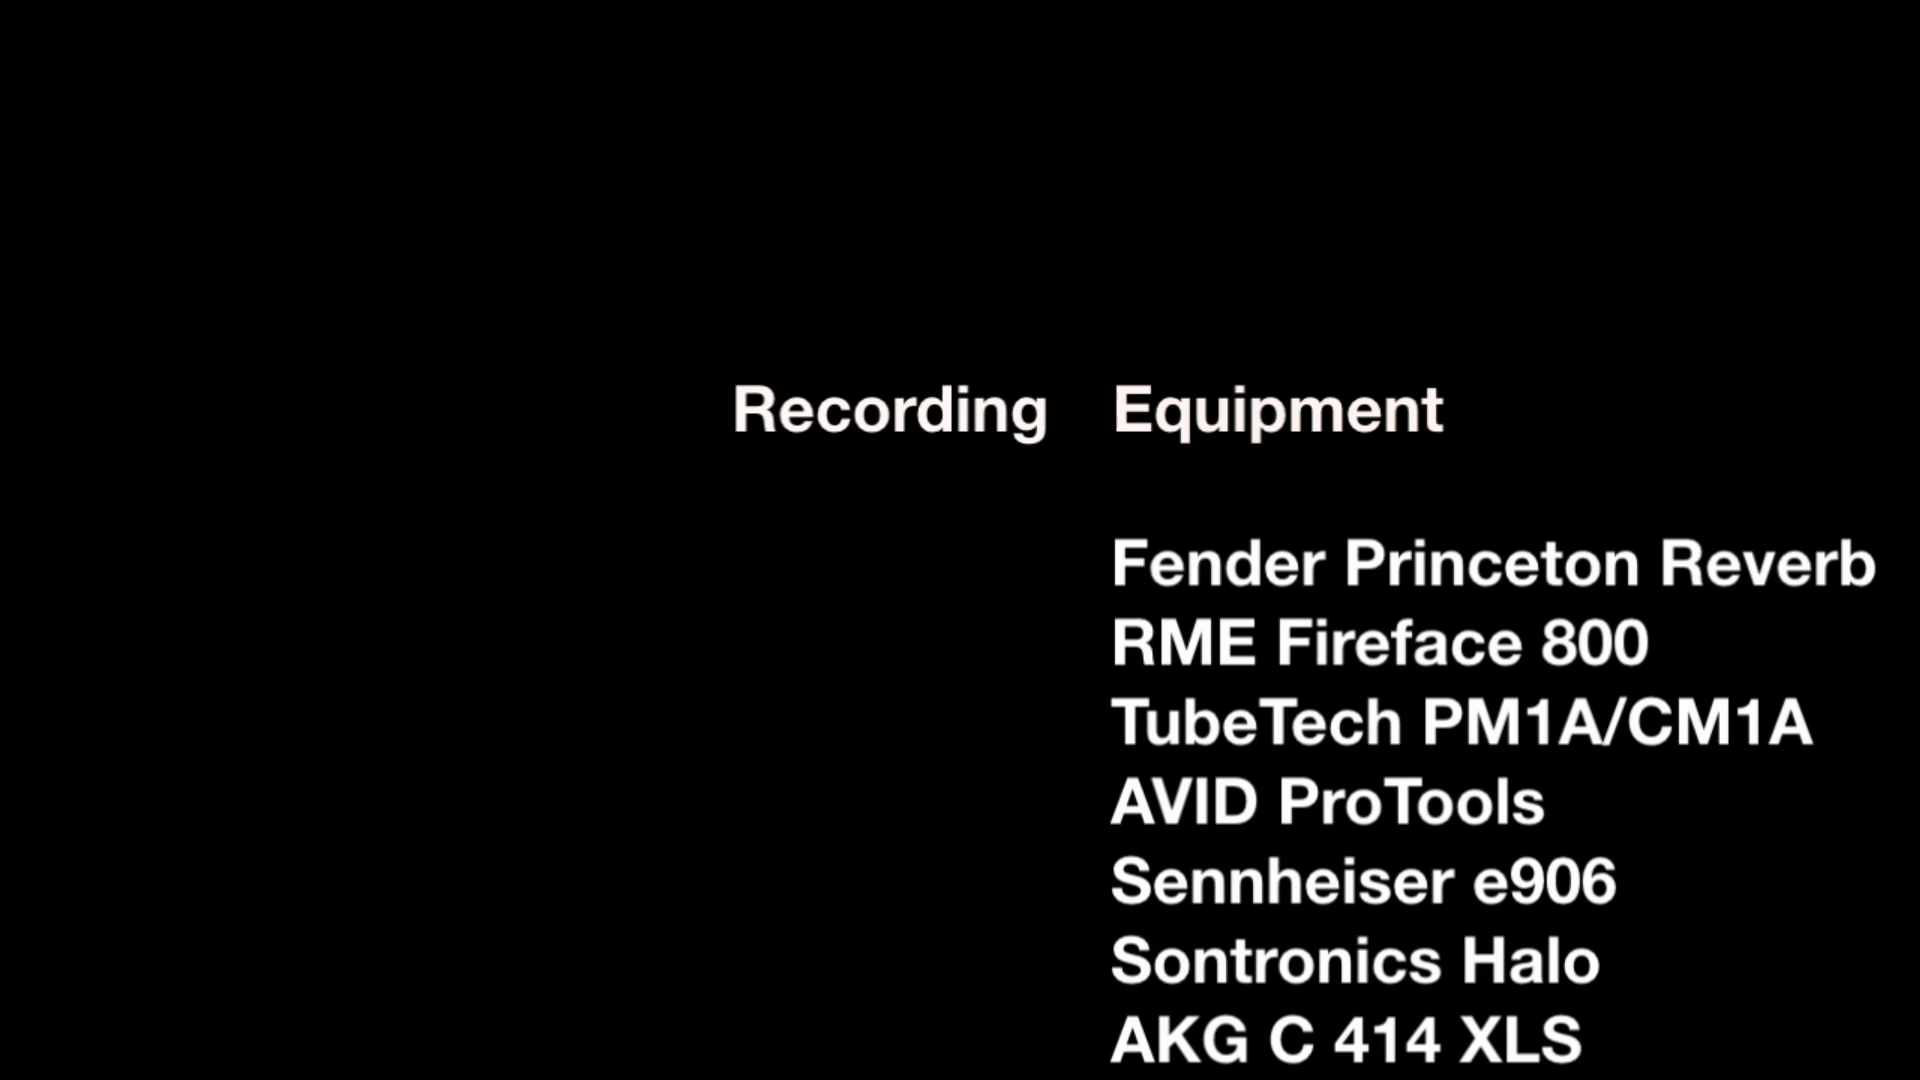 Recording Equipment
Fender Princeton Reverb
RME Fireface 800
TubeTech PM1A/CM1A
AVID ProTools
Sennheiser e906
Sontronics Halo
AKG C 414 XLS